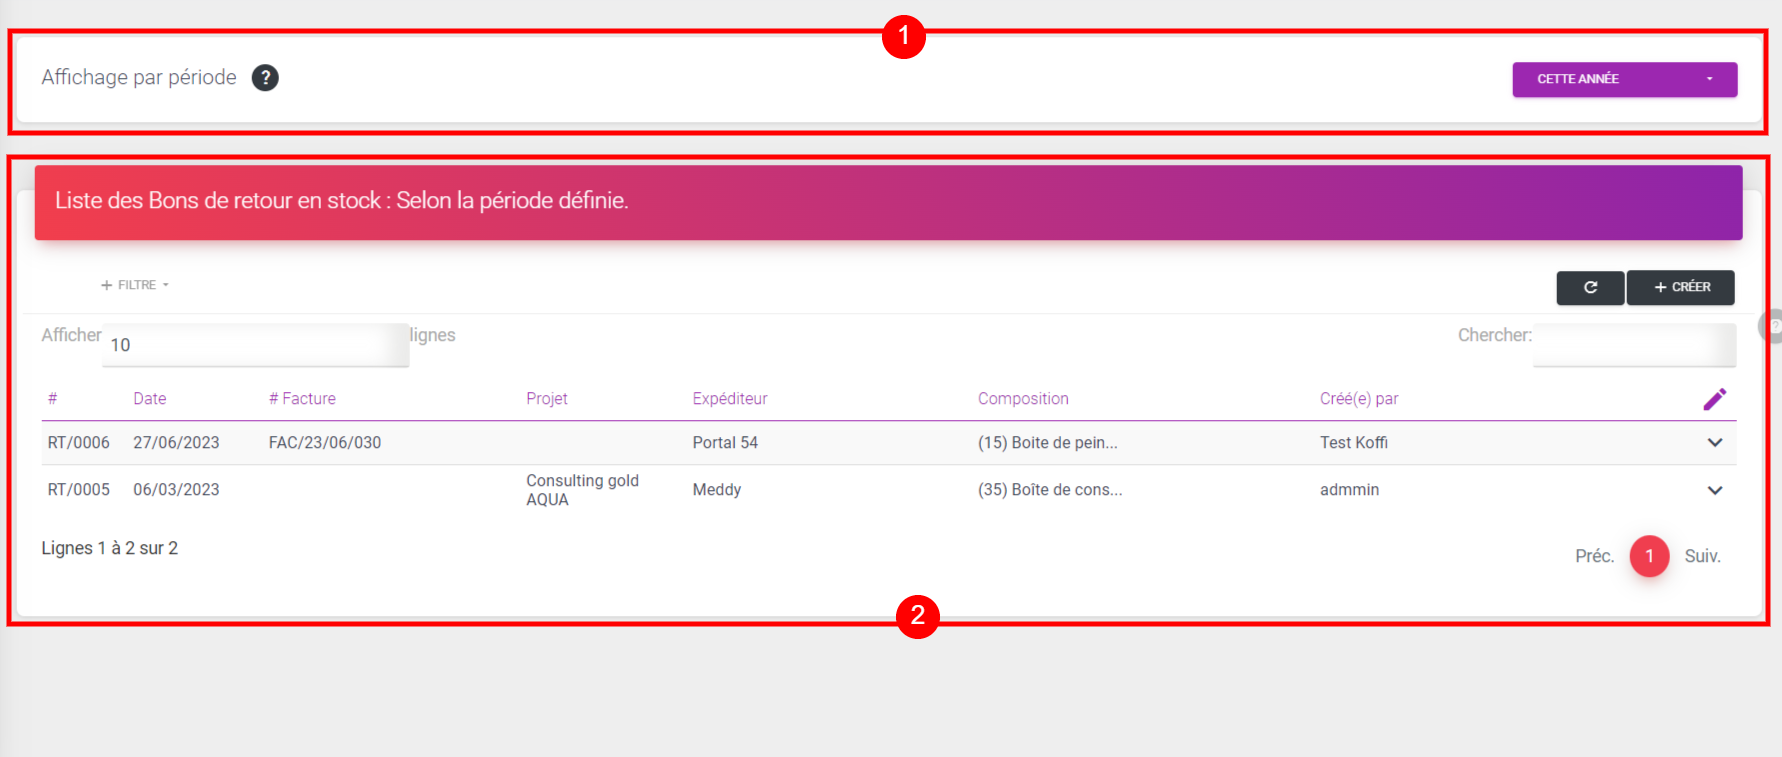 1
Affichage par période ?
CETTE ANNÉE
Liste des Bons de retour en stock : Selon la période définie.
+ FILTRE
+ CRÉER
Afficher 10 lignes
Chercher:
# Date # Facture Projet Expéditeur Composition Créé(e) par
RT/0006 27/06/2023 FAC/23/06/030 Portal 54 (15) Boite de pein... Test Koffi
RT/0005 06/03/2023 Consulting gold AQUA Meddy (35) Boîte de cons... admmin
Lignes 1 à 2 sur 2
Préc. 1 Suiv.
2